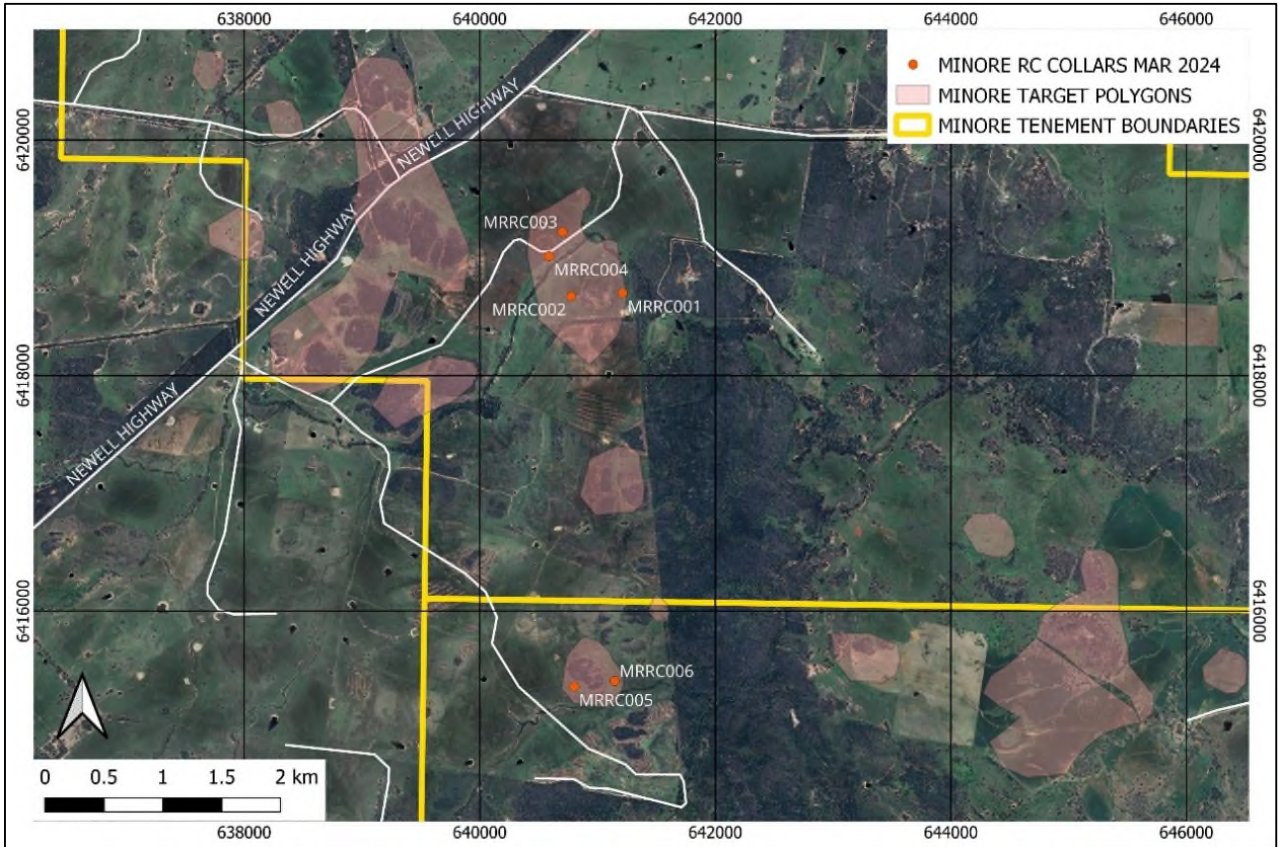 638000
640000
642000
644000
646000
MINORE RC COLLARS MAR 2024
MINORE TARGET POLYGONS
MINORE TENEMENT BOUNDARIES
6420000
6420000
NEWELL HIGHWAY
NEWELL HIGHWAY
NEWELL HIGHWAY
MRRC003
MRRC004
MRRC002
MRRC001
6418000
6418000
6416000
6416000
MRRC006
MRRC005
0 0.5 1 1.5 2 km
638000
640000
642000
644000
646000